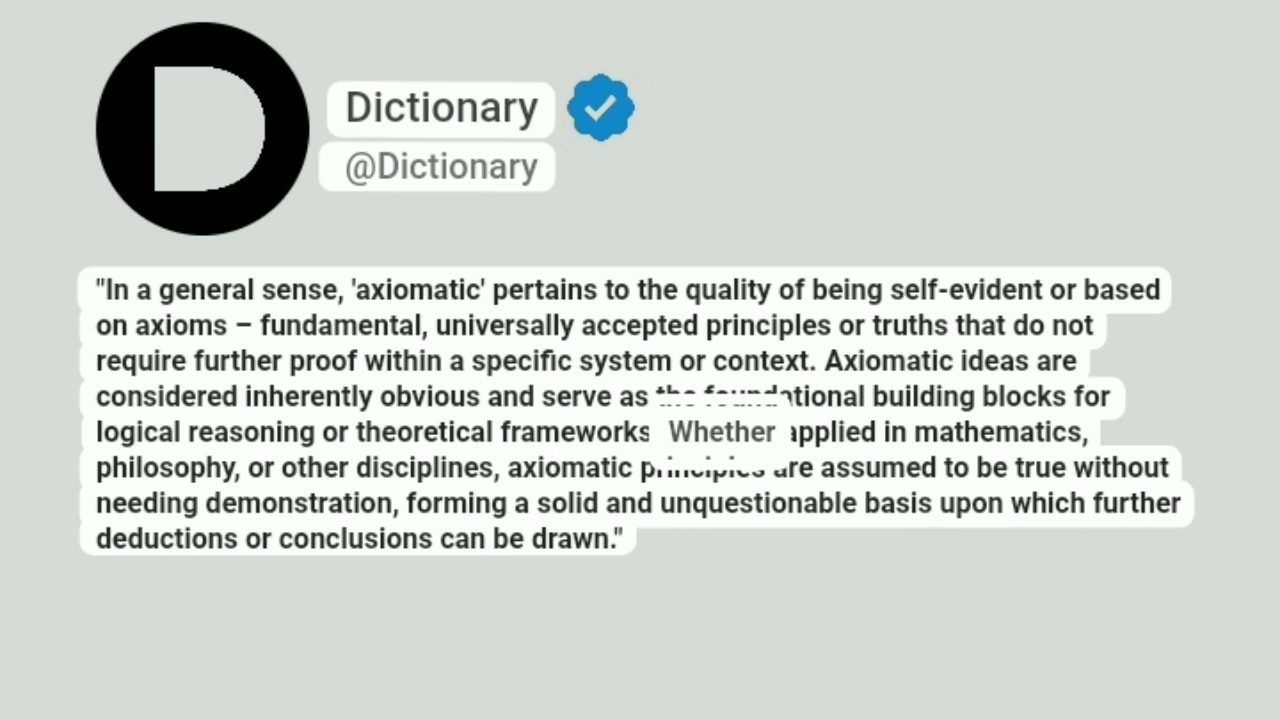 D
Dictionary
@Dictionary
"In a general sense, 'axiomatic' pertains to the quality of being self-evident or based
on axioms – fundamental, universally accepted principles or truths that do not
require further proof within a specific system or context. Axiomatic ideas are
considered inherently obvious and serve as the foundational building blocks for
logical reasoning or theoretical frameworks Whether applied in mathematics,
philosophy, or other disciplines, axiomatic principles are assumed to be true without
needing demonstration, forming a solid and unquestionable basis upon which further
deductions or conclusions can be drawn."